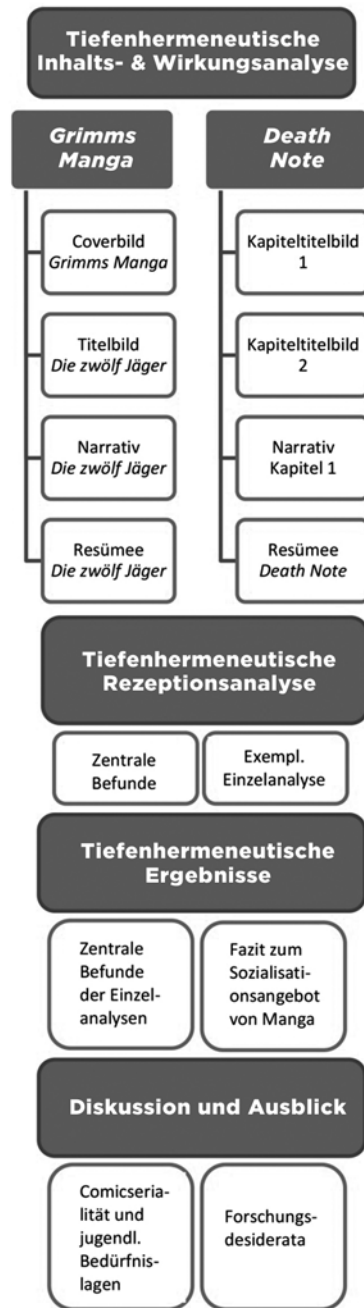 Tiefenhermeneutische
Inhalts- & Wirkungsanalyse
Grimms
Manga
Coverbild
Grimms Manga
Titelbild
Die zwölf Jäger
Narrativ
Die zwölf Jäger
Resümee
Die zwölf Jäger
Death
Note
Kapiteltitelbild
1
Kapiteltitelbild
2
Narrativ
Kapitel 1
Resümee
Death Note
Tiefenhermeneutische
Rezeptionsanalyse
Zentrale
Befunde
Exempl.
Einzelanalyse
Tiefenhermeneutische
Ergebnisse
Zentrale
Befunde
der Einzel-
analysen
Fazit zum
Sozialisati-
onsangebot
von Manga
Diskussion und Ausblick
Comicseria-
lität und
jugendl.
Bedürfnis-
lagen
Forschungs-
desiderata